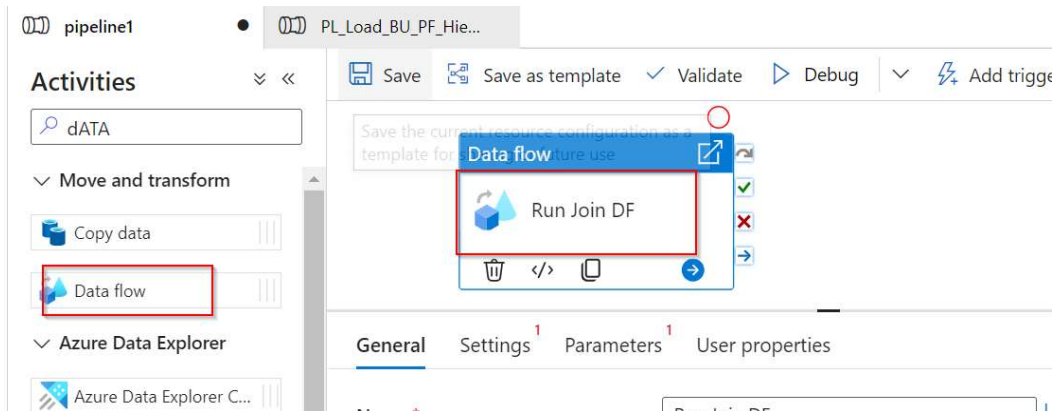 pipeline1
PL_Load_BU_PF_Hie...
Activities
Save
Save as template
Validate
Debug
Add trigge
dATA
Save the current resource configuration as a
template for
future use
Data flow
Move and transform
Run Join DF
Copy data
Data flow
</>
Azure Data Explorer
General
Settings 1
Parameters 1
User properties
Azure Data Explorer C...